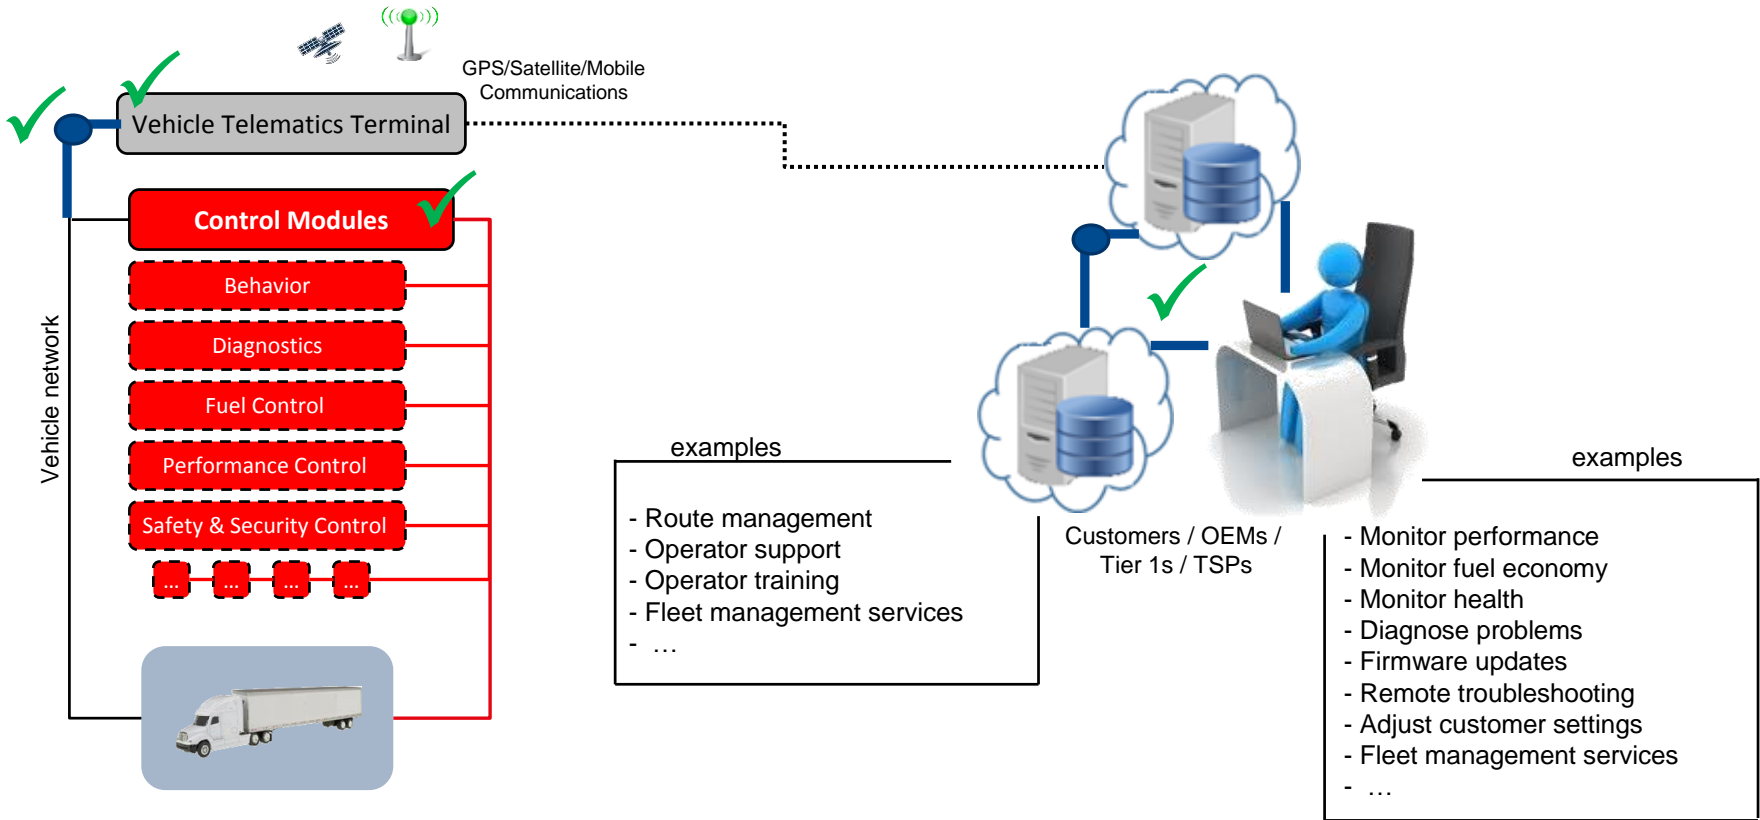 GPS/Satellite/Mobile
Communications
Vehicle Telematics Terminal
Control Modules
Behavior
Diagnostics
Fuel Control
Performance Control
Safety & Security Control
... ... ... ...
Vehicle network
examples
- Route management
- Operator support
- Operator training
- Fleet management services
- …
Customers / OEMs /
Tier 1s / TSPs
examples
- Monitor performance
- Monitor fuel economy
- Monitor health
- Diagnose problems
- Firmware updates
- Remote troubleshooting
- Adjust customer settings
- Fleet management services
- …